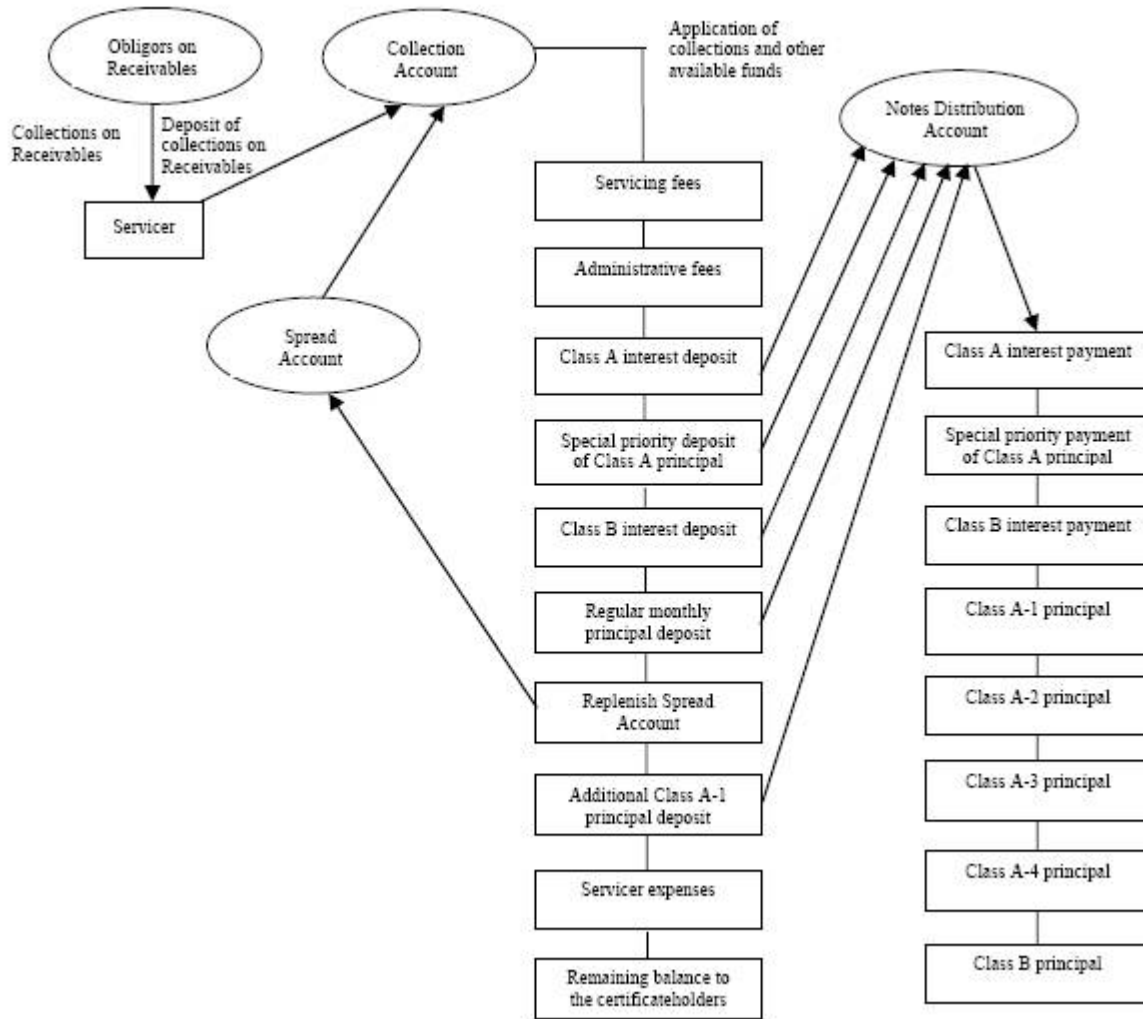 Obligors on
Receivables
Collection
Account
Application of
collections and other
available funds
Notes Distribution
Account
Collections on
Receivables
Deposit of
collections on
Receivables
Servicer
Spread
Account
Servicing fees
Administrative fees
Class A interest deposit
Special priority deposit
of Class A principal
Class B interest deposit
Regular monthly
principal deposit
Replenish Spread
Account
Additional Class A-1
principal deposit
Servicer expenses
Remaining balance to
the certificateholders
Class A interest payment
Special priority payment
of Class A principal
Class B interest payment
Class A-1 principal
Class A-2 principal
Class A-3 principal
Class A-4 principal
Class B principal